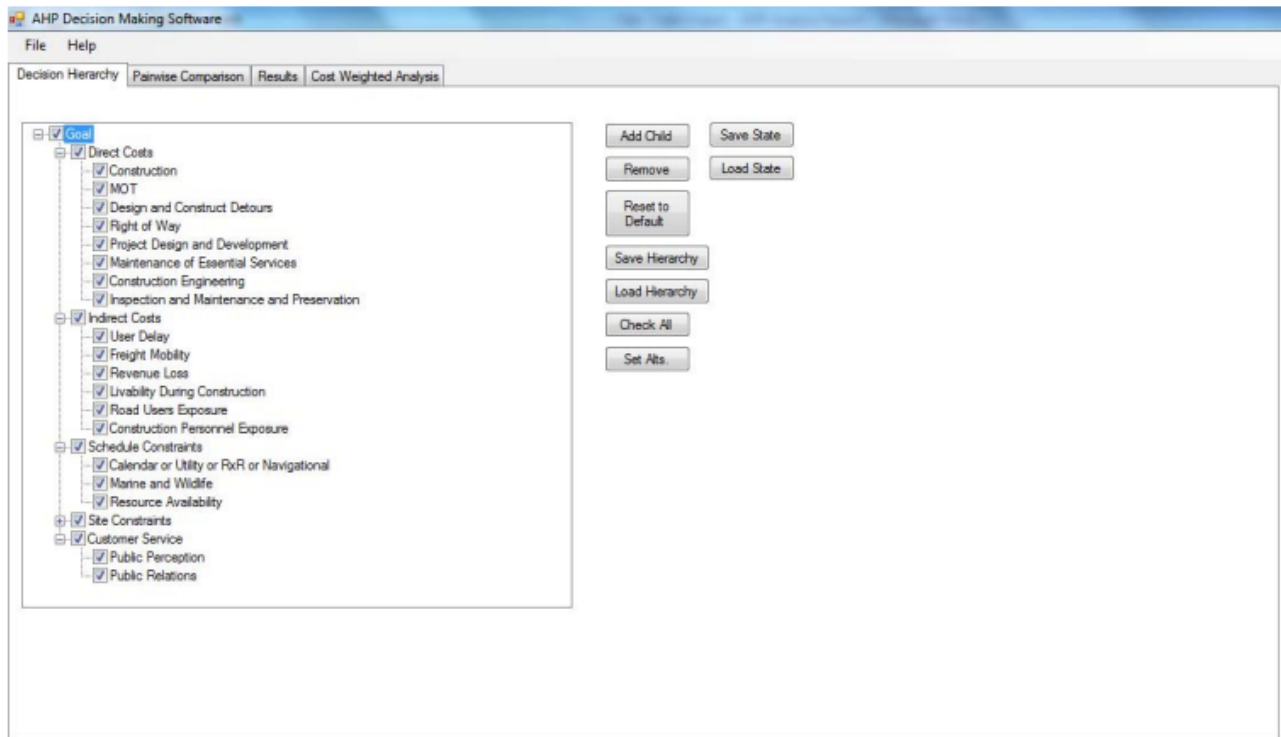 AHP Decision Making Software
File Help
Decision Hierarchy Pairwise Comparison Results Cost Weighted Analysis
Goal
Direct Costs
Construction
MOT
Design and Construct Detours
Right of Way
Project Design and Development
Maintenance of Essential Services
Construction Engineering
Inspection and Maintenance and Preservation
Indirect Costs
User Delay
Freight Mobility
Revenue Loss
Livability During Construction
Road Users Exposure
Construction Personnel Exposure
Schedule Constraints
Calendar or Utility or RxR or Navigational
Marine and Wildlife
Resource Availability
Site Constraints
Customer Service
Public Perception
Public Relations
Add Child Save State
Remove Load State
Reset to
Default
Save Hierarchy
Load Hierarchy
Check All
Set Alts.